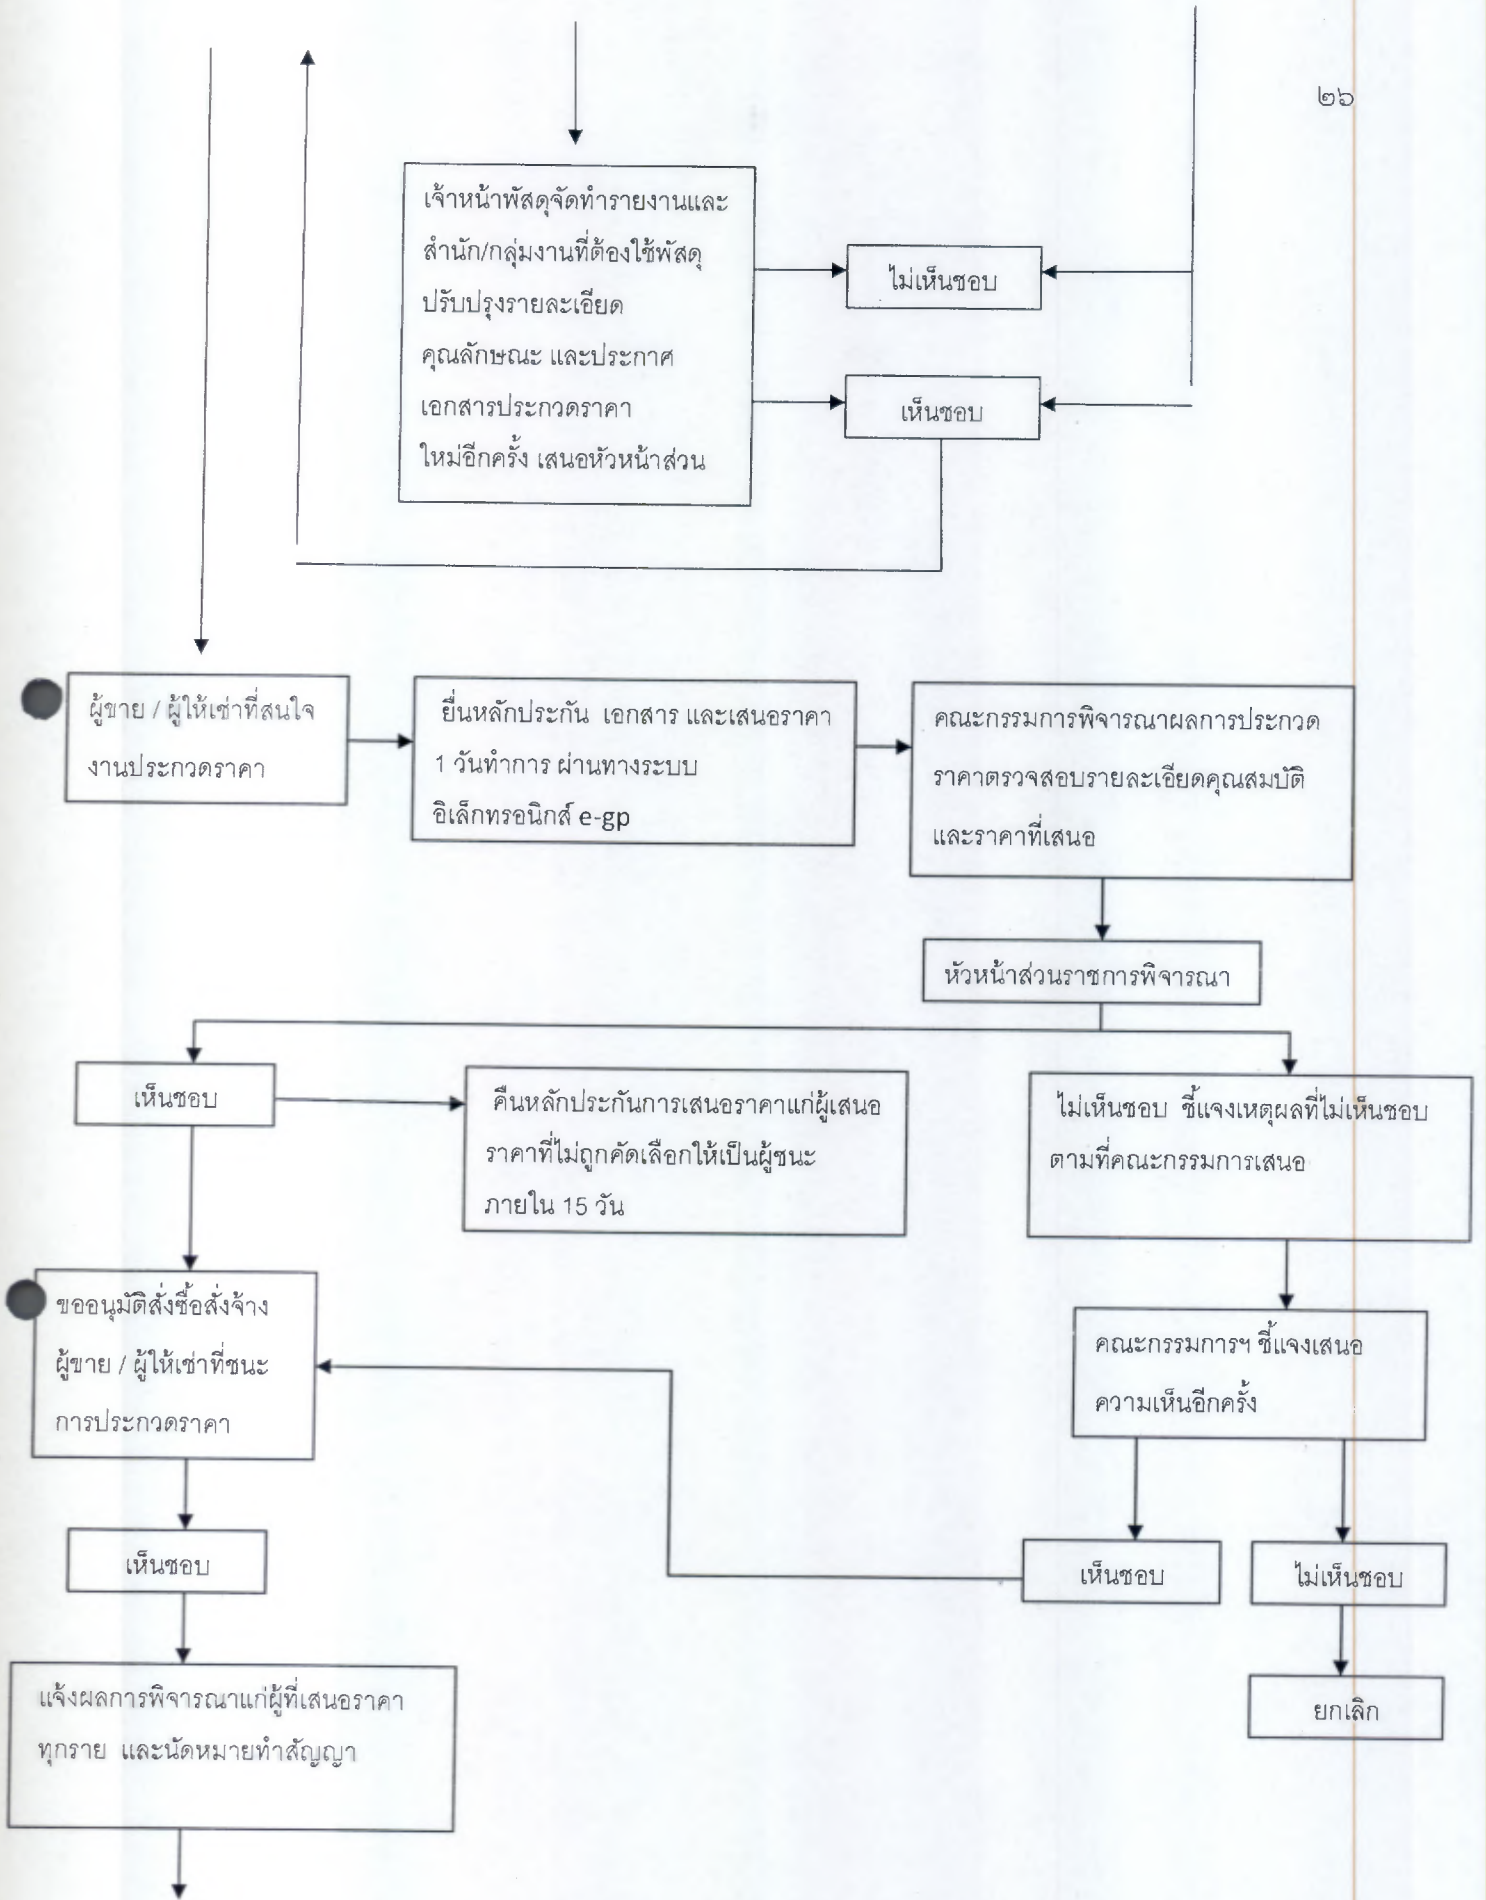 ๒๖
เจ้าหน้าพัสดุจัดทำรายงานและ
สำนัก/กลุ่มงานที่ต้องใช้พัสดุ
ปรับปรุงรายละเอียด
คุณลักษณะ และประกาศ
เอกสารประกวดราคา
ใหม่อีกครั้ง เสนอหัวหน้าส่วน
ไม่เห็นชอบ
เห็นชอบ
ผู้ขาย / ผู้ให้เช่าที่สนใจ
งานประกวดราคา
ยื่นหลักประกัน เอกสาร และเสนอราคา
1 วันทำการ ผ่านทางระบบ
อิเล็กทรอนิกส์ e-gp
คณะกรรมการพิจารณาผลการประกวด
ราคาตรวจสอบรายละเอียดคุณสมบัติ
และราคาที่เสนอ
หัวหน้าส่วนราชการพิจารณา
เห็นชอบ
คืนหลักประกันการเสนอราคาแก่ผู้เสนอ
ราคาที่ไม่ถูกคัดเลือกให้เป็นผู้ชนะ
ภายใน 15 วัน
ไม่เห็นชอบ ชี้แจงเหตุผลที่ไม่เห็นชอบ
ตามที่คณะกรรมการเสนอ
ขออนุมัติสั่งซื้อสั่งจ้าง
ผู้ขาย / ผู้ให้เช่าที่ชนะ
การประกวดราคา
คณะกรรมการฯ ชี้แจงเสนอ
ความเห็นอีกครั้ง
เห็นชอบ
เห็นชอบ
ไม่เห็นชอบ
แจ้งผลการพิจารณาแก่ผู้ที่เสนอราคา
ทุกราย และนัดหมายทำสัญญา
ยกเลิก